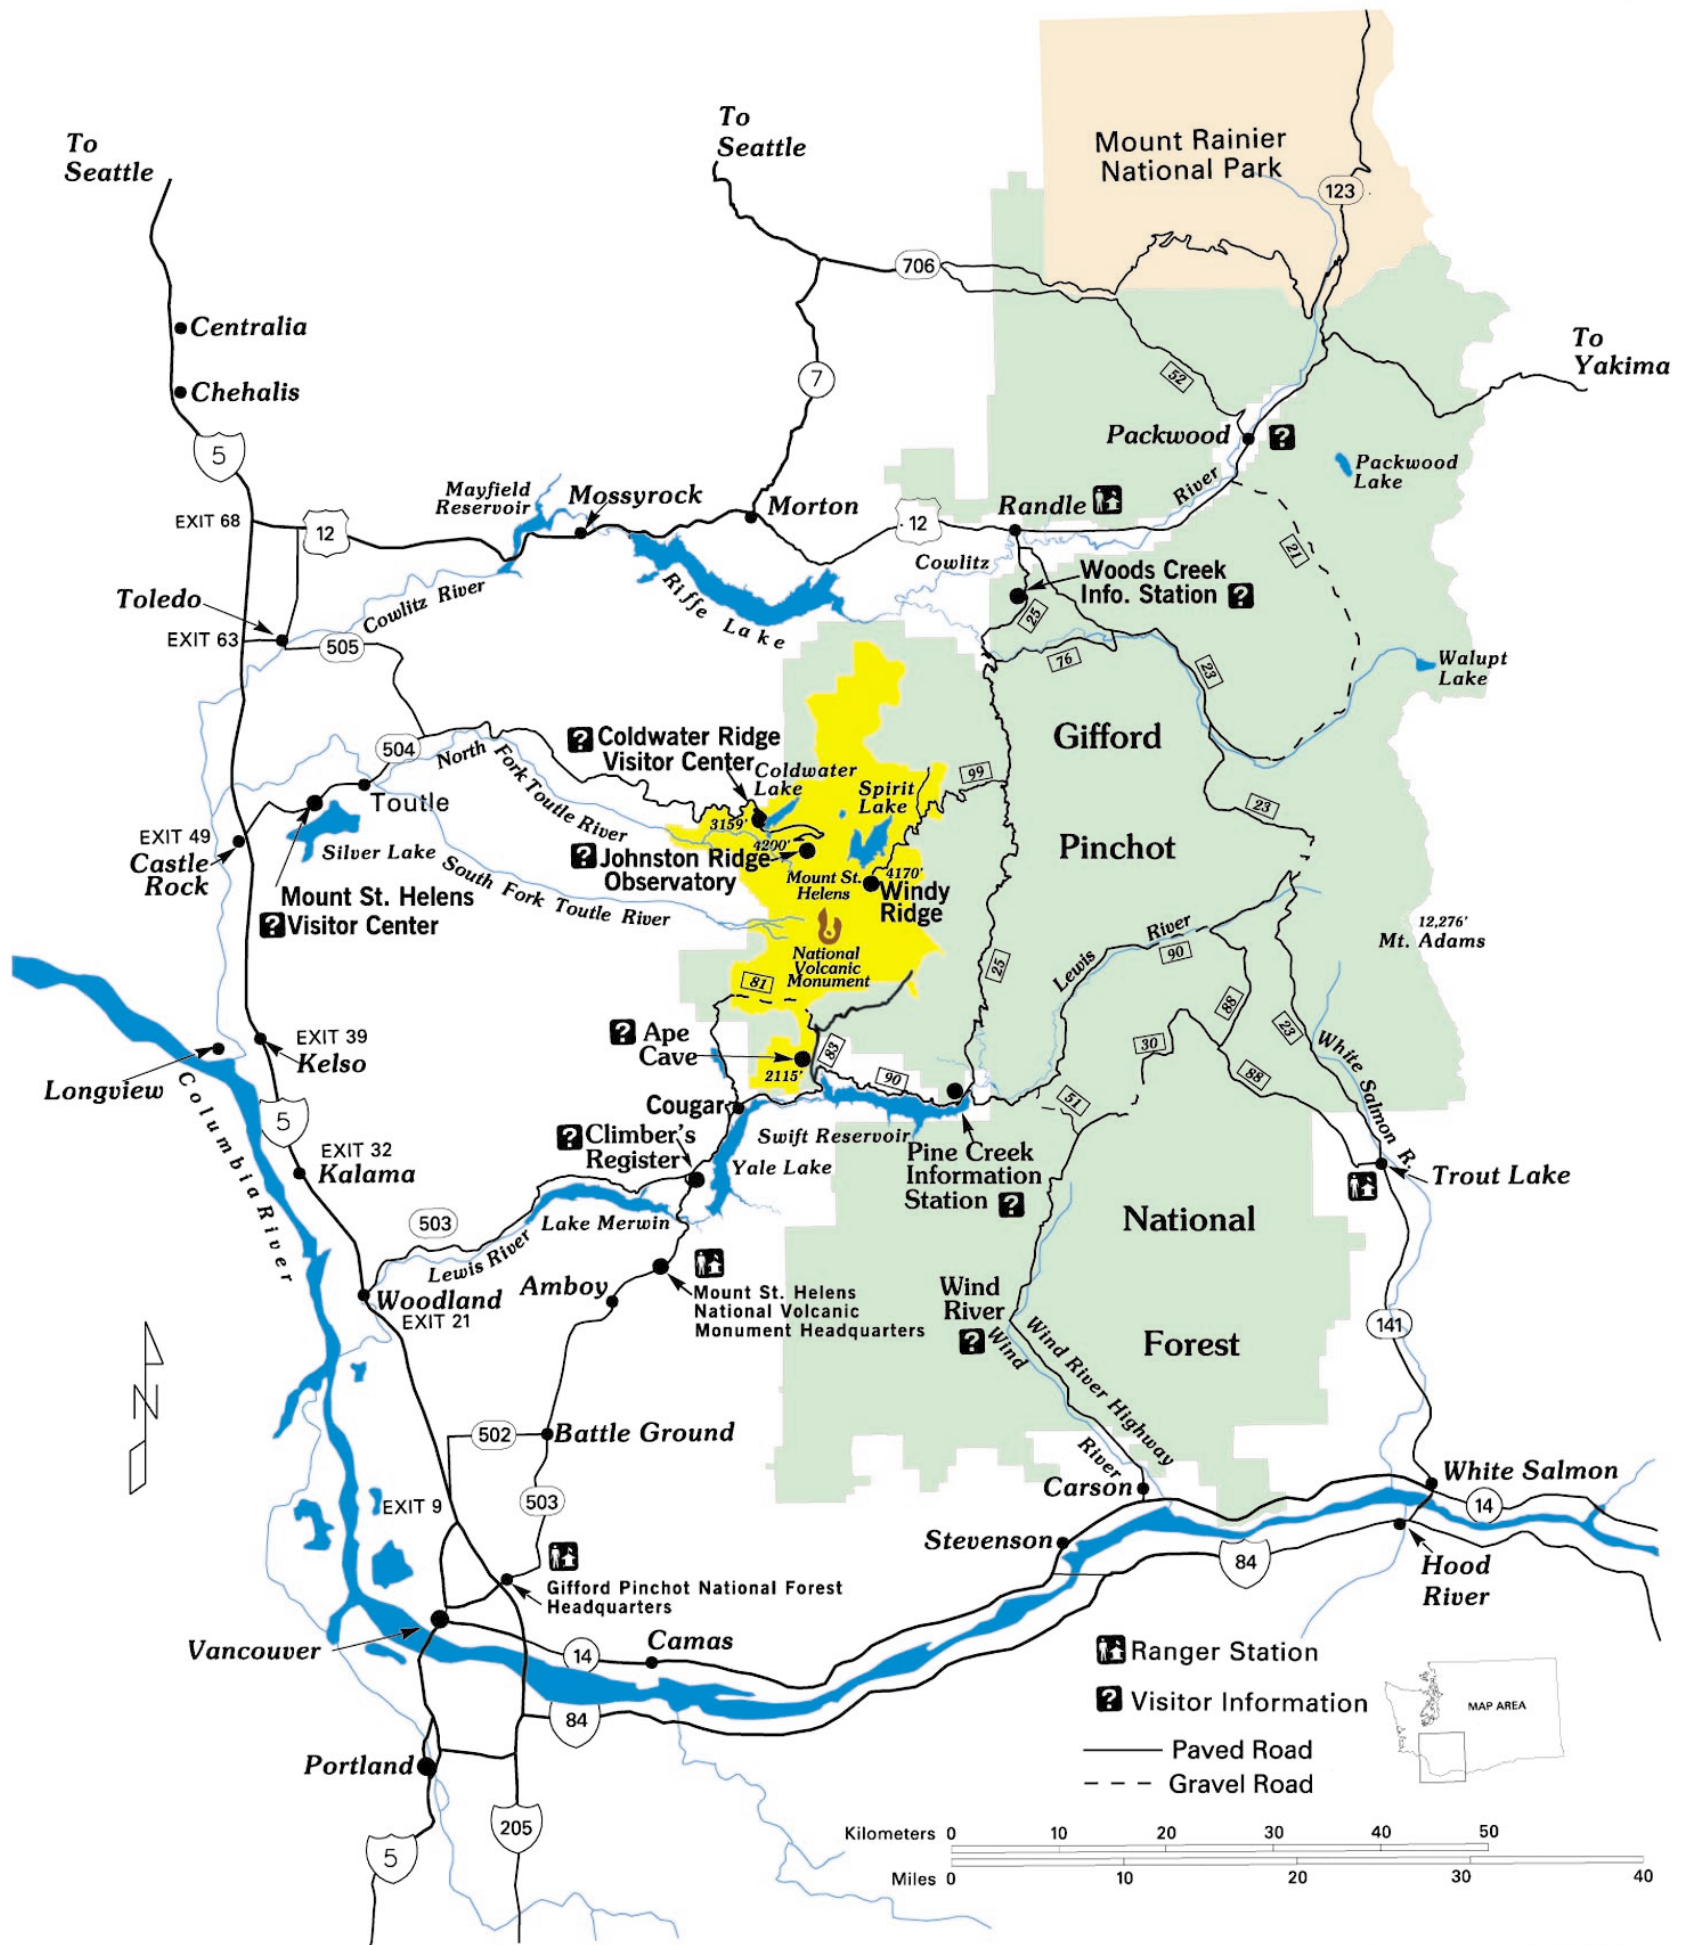 To
Seattle
To
Seattle
Mount Rainier
National Park
123
706
Centralia
Chehalis
To
Yakima
7
52
5
Packwood
Packwood
Lake
Mayfield
Reservoir
Mossyrock
Morton
Randle
River
EXIT 68
12
12
21
Cowlitz
Woods Creek
Info. Station
Toledo
Cowlitz River
Riffe Lake
25
EXIT 63
505
76
23
Walupt
Lake
Coldwater Ridge
Visitor Center
504
North Fork Toutle River
Gifford
Coldwater
Lake
Spirit
Lake
99
Toutle
23
3159'
EXIT 49
4200'
Castle
Rock
Silver Lake
Johnston Ridge
Observatory
Pinchot
South Fork Toutle River
Mount St.
Helens
4170'
Windy
Ridge
Mount St. Helens
Visitor Center
12,276'
Mt. Adams
Lewis River
90
National
Volcanic
Monument
25
81
88
Ape
Cave
83
23
30
EXIT 39
Kelso
White Salmon R.
Longview
2115'
90
88
Columbia River
Cougar
51
5
Climber's
Register
Swift Reservoir
EXIT 32
Kalama
Yale Lake
Pine Creek
Information
Station
Trout Lake
503
Lake Merwin
National
Lewis River
Amboy
Woodland
EXIT 21
Mount St. Helens
National Volcanic
Monument Headquarters
Wind
River
Wind River
Wind River Highway
141
Forest
502
Battle Ground
White Salmon
Carson
EXIT 9
503
14
Stevenson
84
Hood
River
Gifford Pinchot National Forest
Headquarters
Vancouver
14
Camas
84
Portland
205
5
N
Ranger Station
Visitor Information
Paved Road
Gravel Road
MAP AREA
Kilometers 0 10 20 30 40 50
Miles 0 10 20 30 40